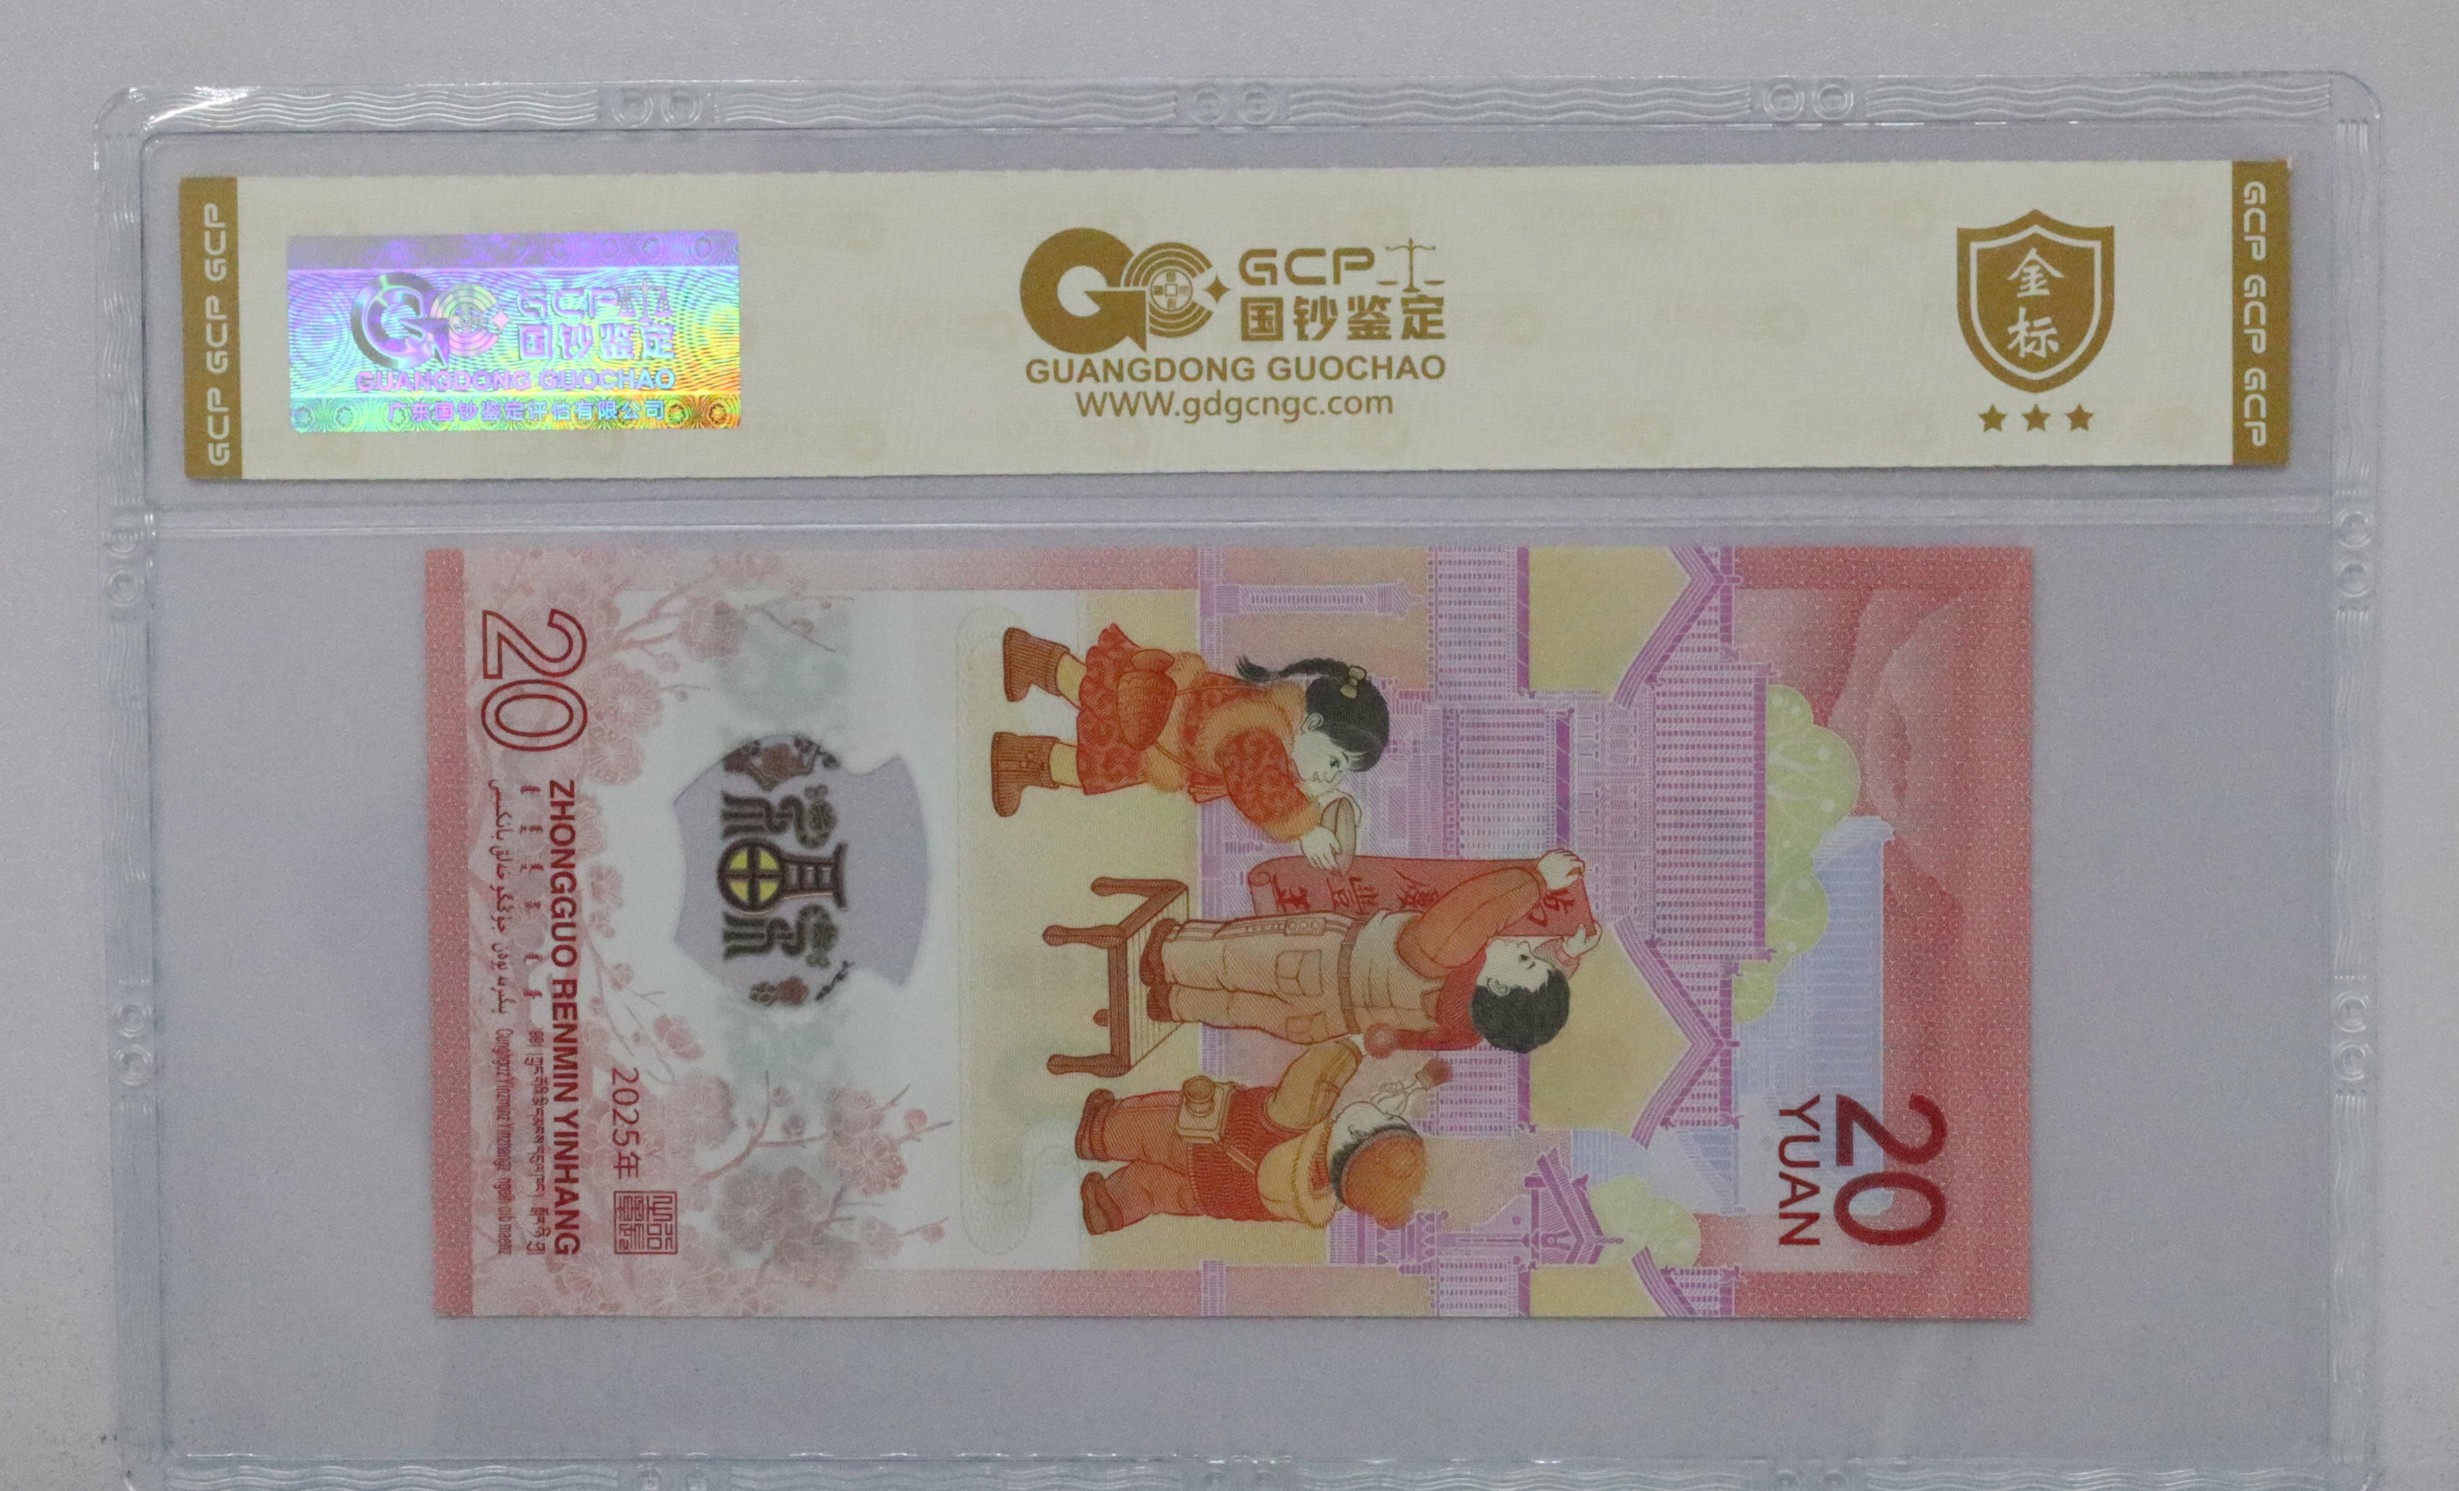 GCP GCP GCP
GCP
国钞鉴定
GUANGDONG GUOCHAO
广东国钞鉴定评估有限公司
GCP
国钞鉴定
GUANGDONG GUOCHAO
WWW.gdgcngc.com
金
标
GCP GCP GCP
20
YUAN
2025年
ZHONGGUO RENMIN YINHANG
20